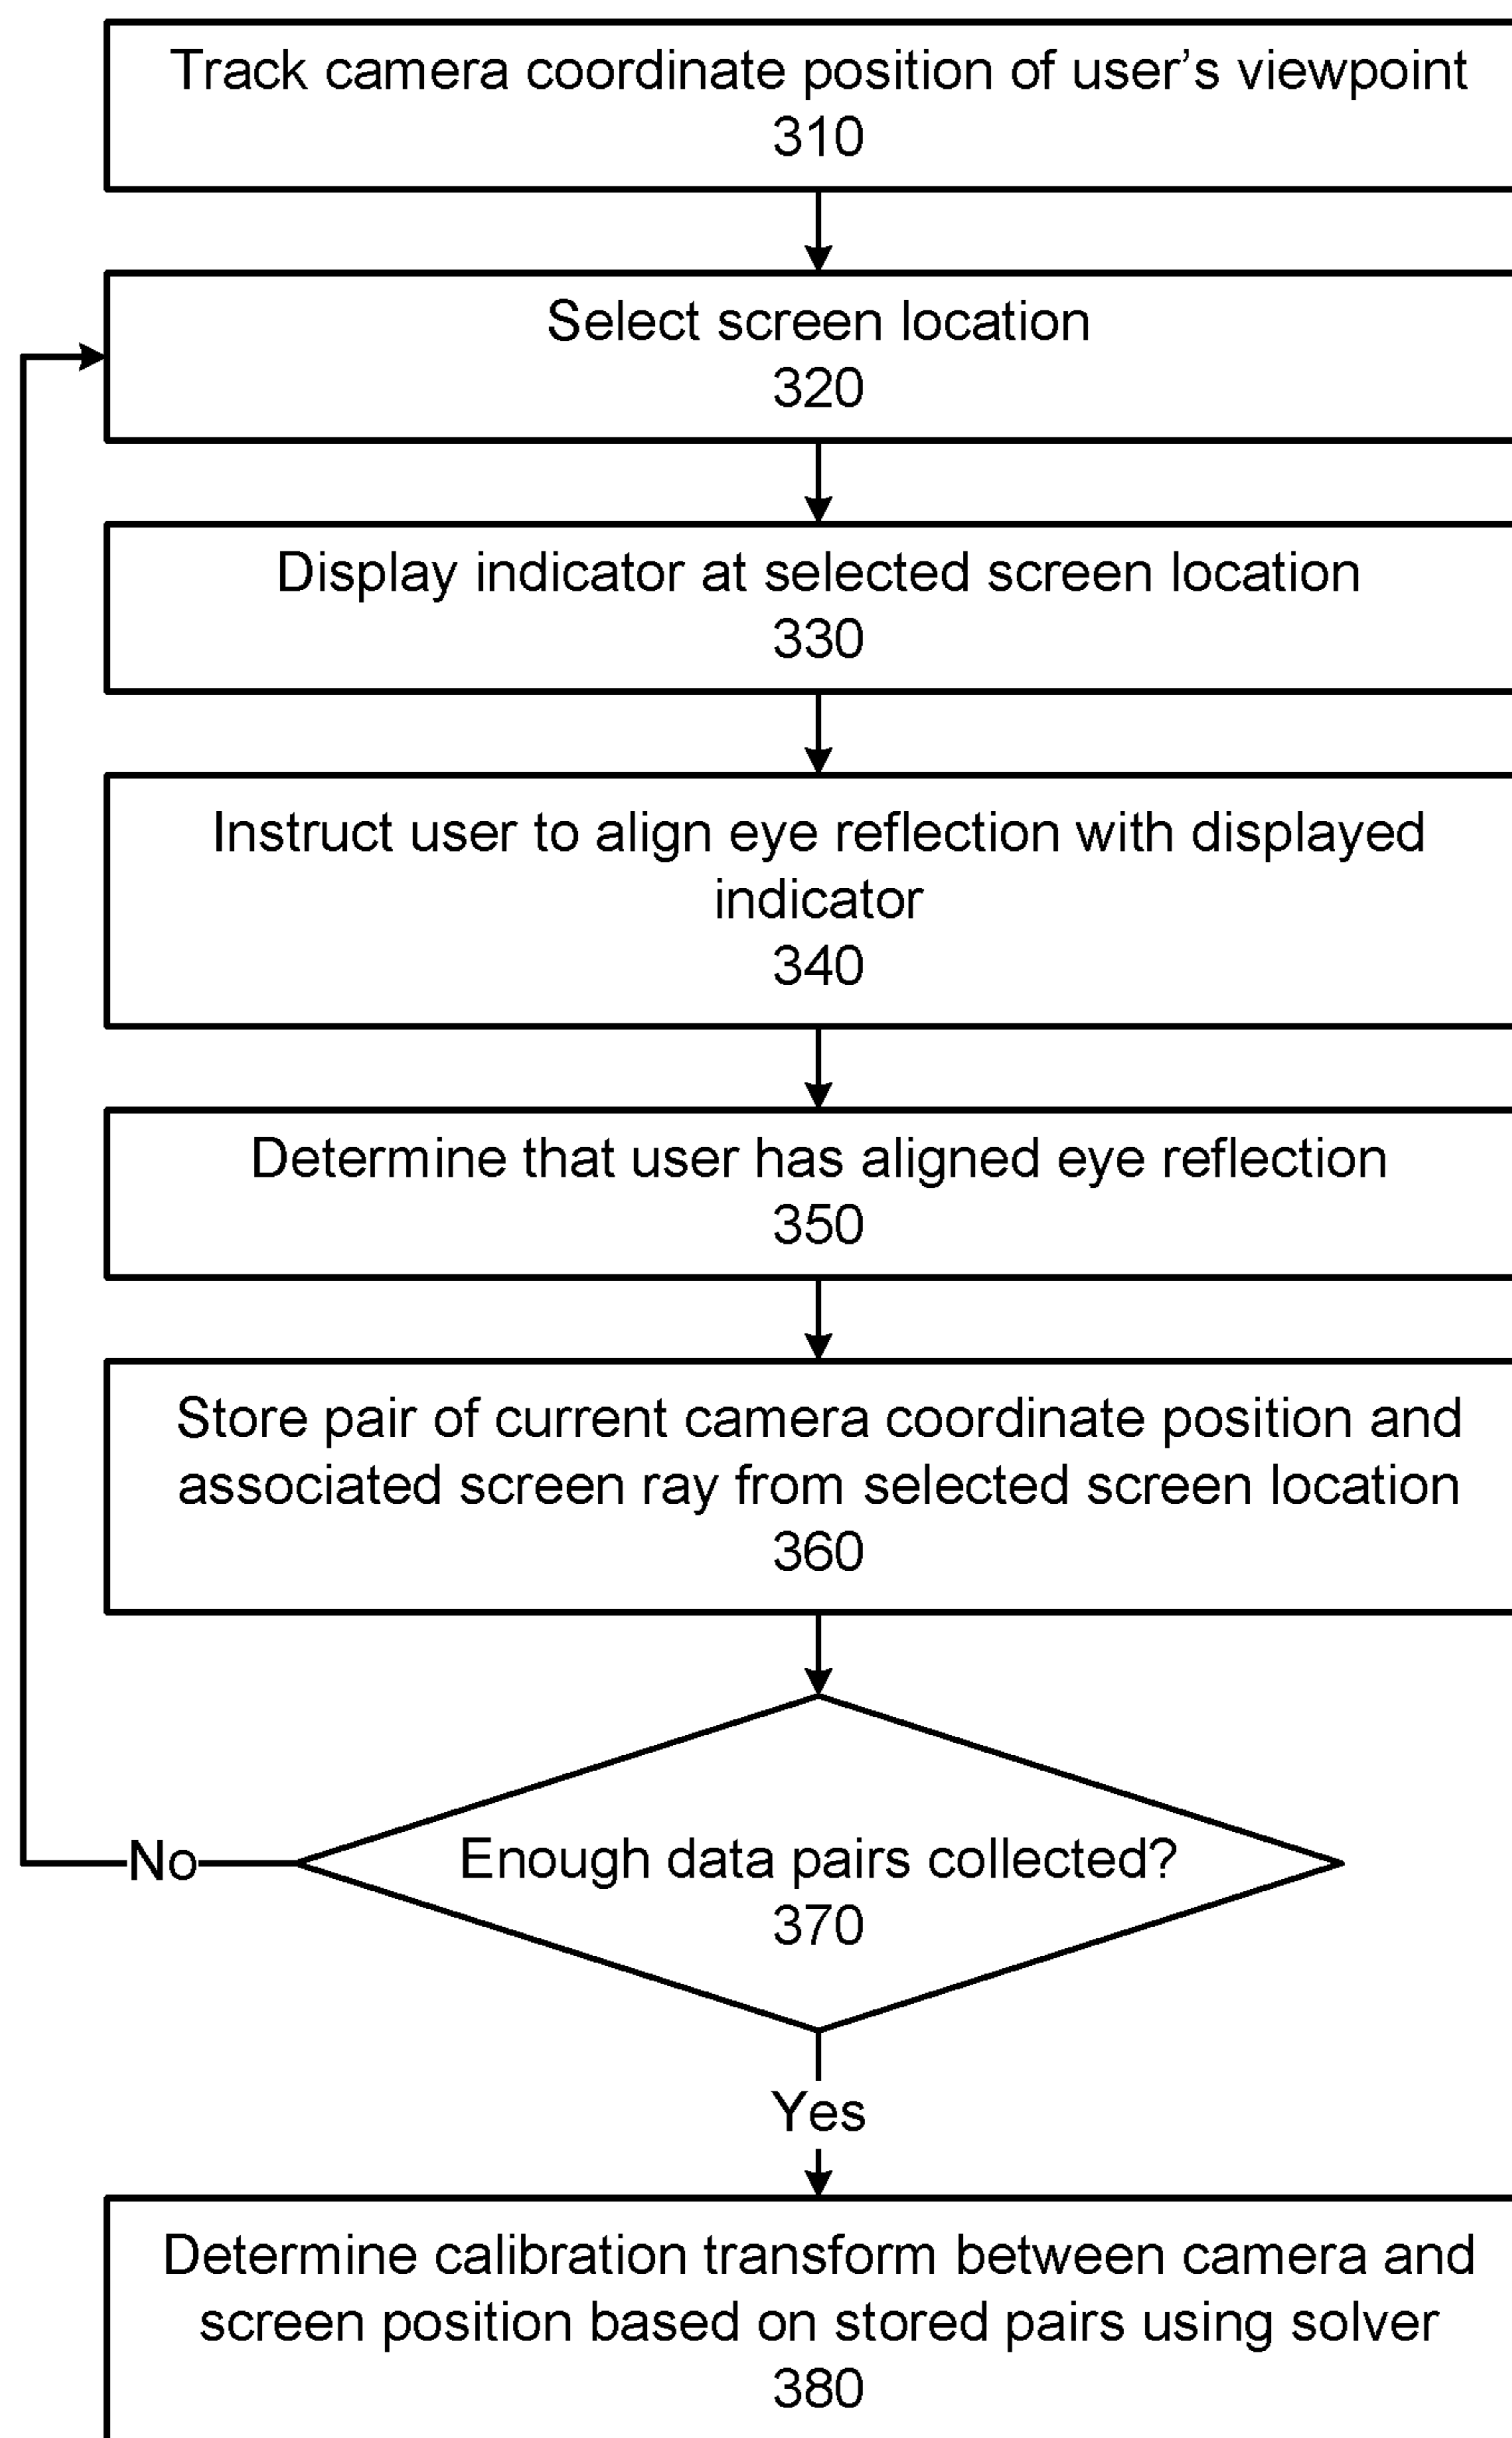 Track camera coordinate position of user’s viewpoint
310
Select screen location
320
Display indicator at selected screen location
330
Instruct user to align eye reflection with displayed
indicator
340
Determine that user has aligned eye reflection
350
Store pair of current camera coordinate position and
associated screen ray from selected screen location
360
No
Enough data pairs collected?
370
Yes
Determine calibration transform between camera and
screen position based on stored pairs using solver
380